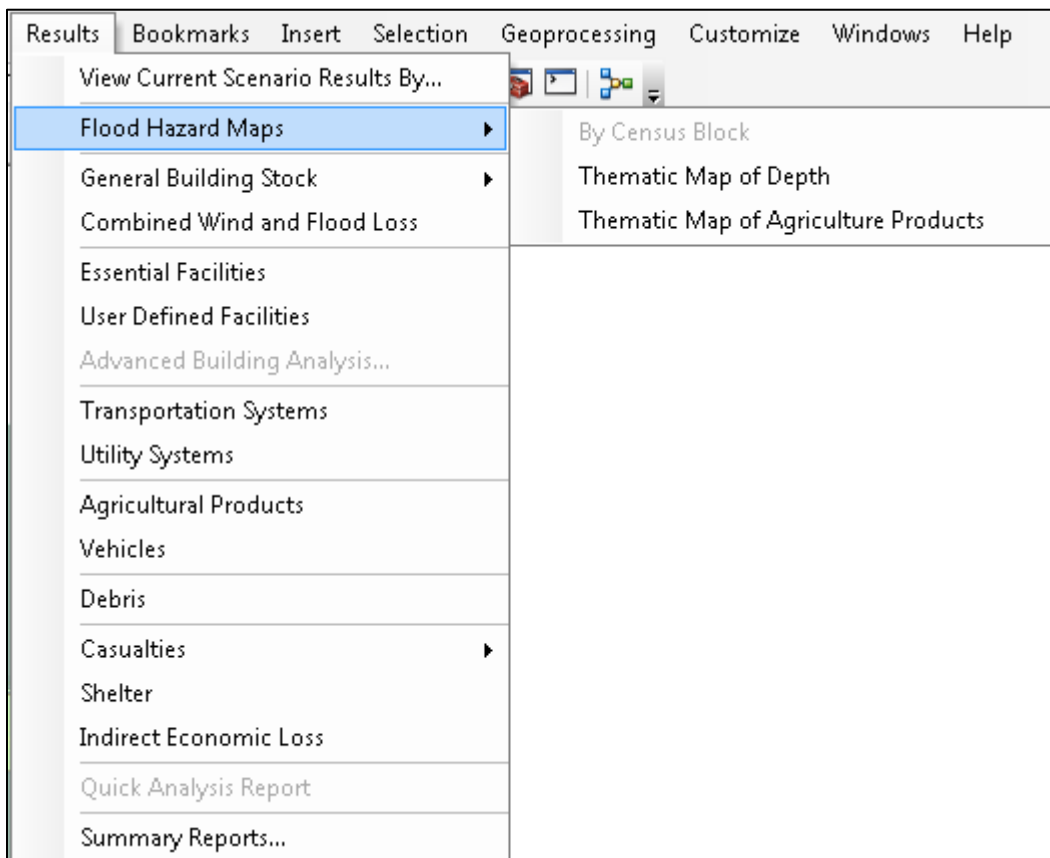 Results Bookmarks Insert Selection Geoprocessing Customize Windows Help
View Current Scenario Results By...
Flood Hazard Maps
By Census Block
Thematic Map of Depth
Thematic Map of Agriculture Products
General Building Stock
Combined Wind and Flood Loss
Essential Facilities
User Defined Facilities
Advanced Building Analysis...
Transportation Systems
Utility Systems
Agricultural Products
Vehicles
Debris
Casualties
Shelter
Indirect Economic Loss
Quick Analysis Report
Summary Reports...